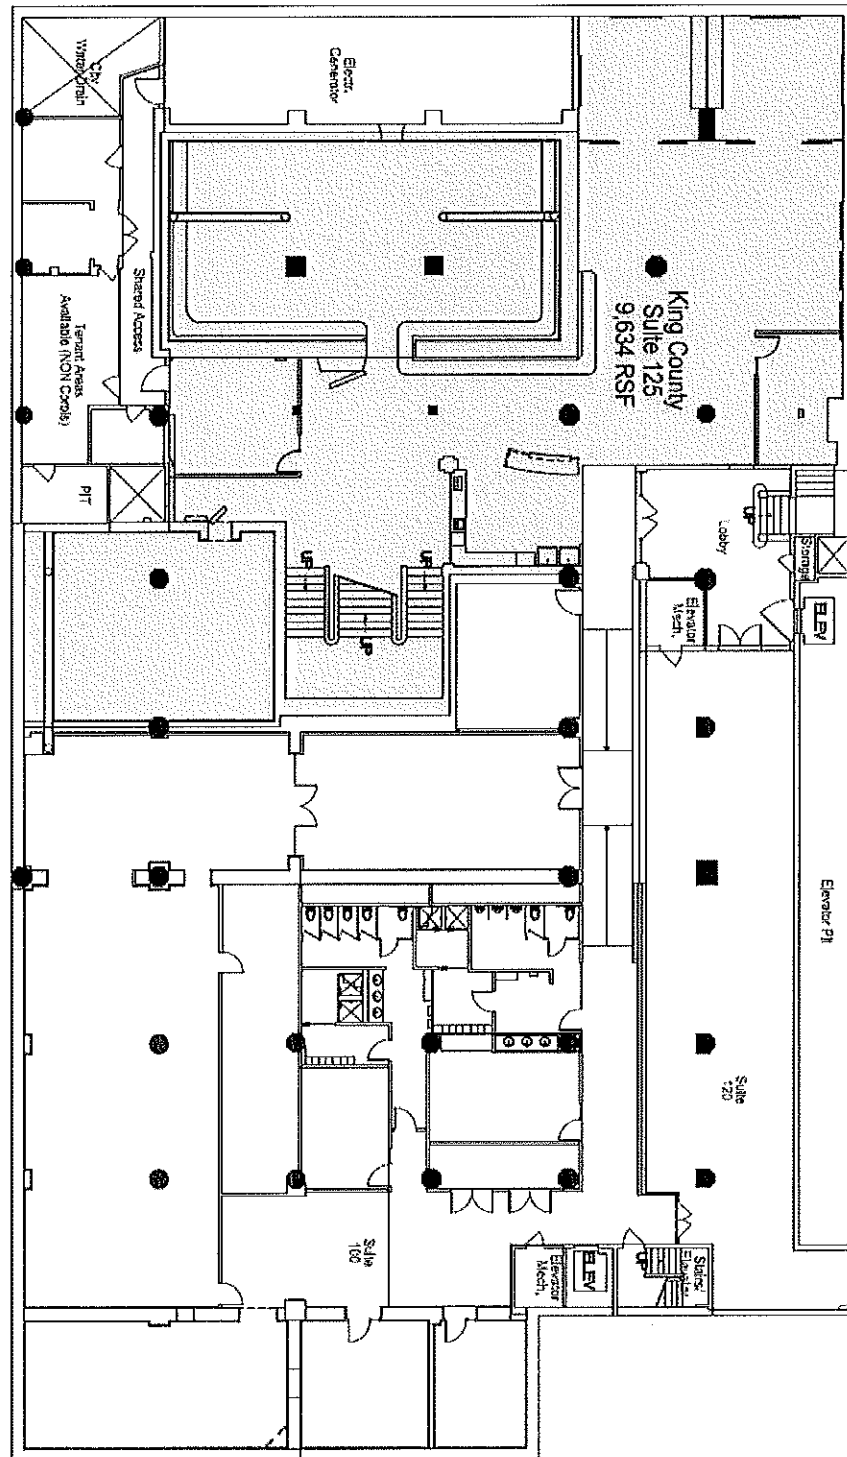 City
Water/Drain
Electr.
Generator
Shared Access
Tenant Areas
Available (NON Corols)
PIT
King County
Suite 125
9,634 RSF
UP
UP
UP
UP
Lobby
Storage
Elevator
Mech.
ELEV
Elevator Pit
Suite
120
Suite
100
Elevator
Mech.
ELEV
UP
Stairs/